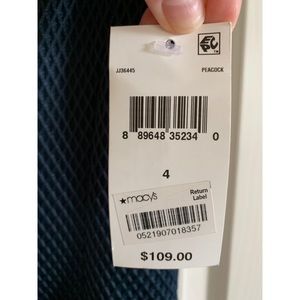 JJ36445 PEACOCK
8 89648 35234 0
4
★macy's Return
Label
0521907018357
$109.00